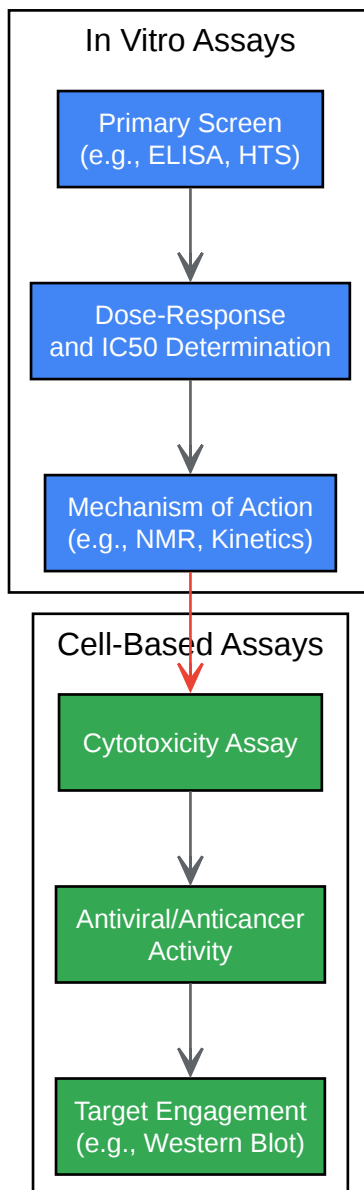 In Vitro Assays
Primary Screen
(e.g., ELISA, HTS)
Dose-Response
and IC50 Determination
Mechanism of Action
(e.g., NMR, Kinetics)
Cell-Based Assays
Cytotoxicity Assay
Antiviral/Anticancer
Activity
Target Engagement
(e.g., Western Blot)